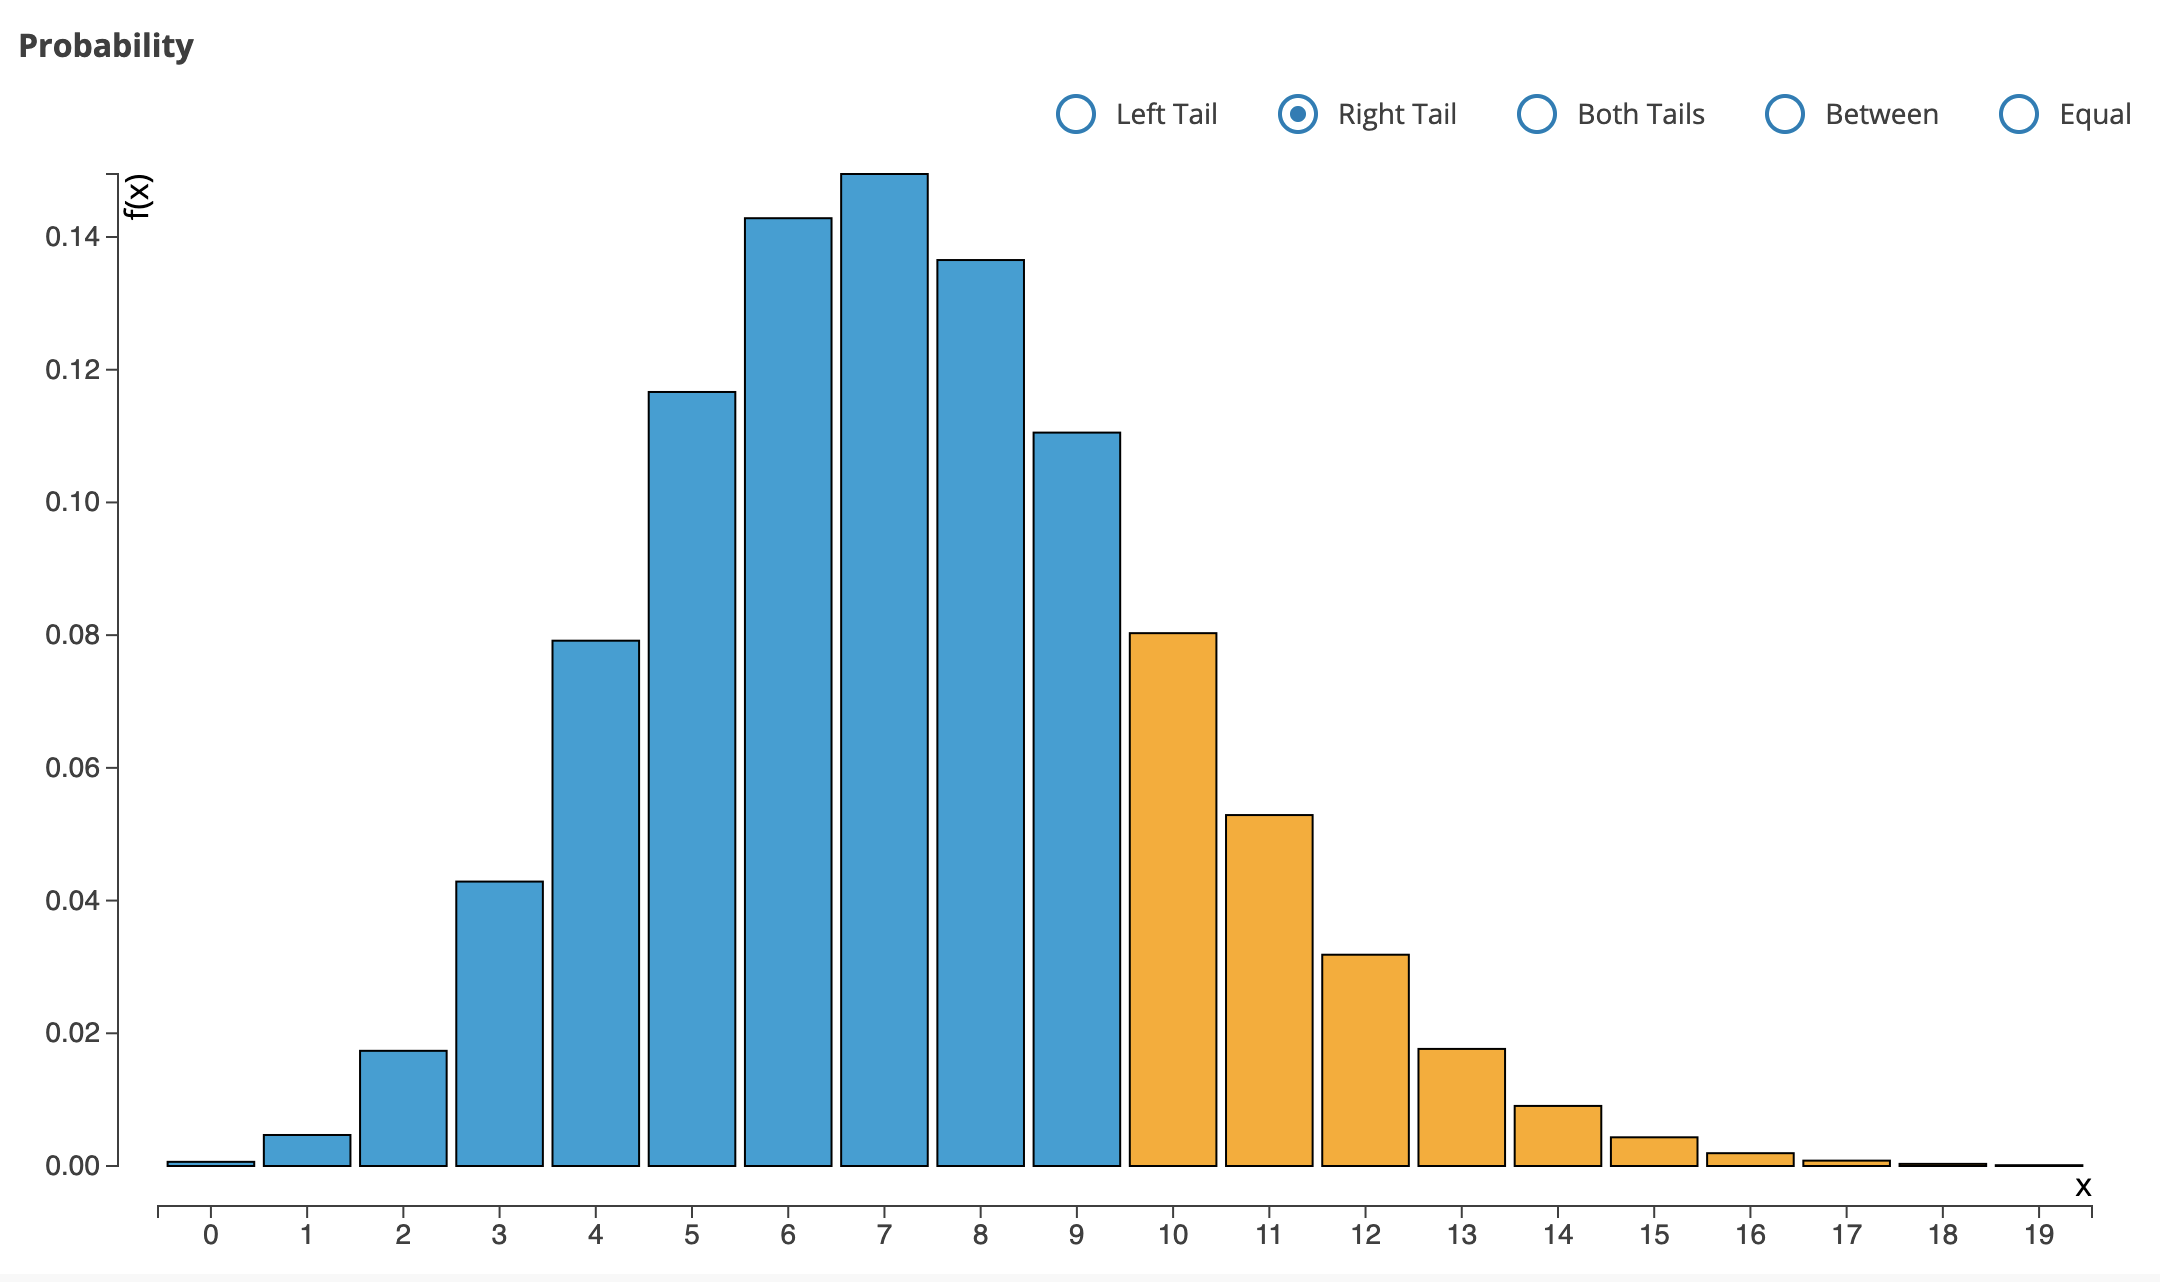 Probability
Left Tail Right Tail Both Tails Between Equal
f(x)
0.14
0.12
0.10
0.08
0.06
0.04
0.02
0.00
x
0 1 2 3 4 5 6 7 8 9 10 11 12 13 14 15 16 17 18 19